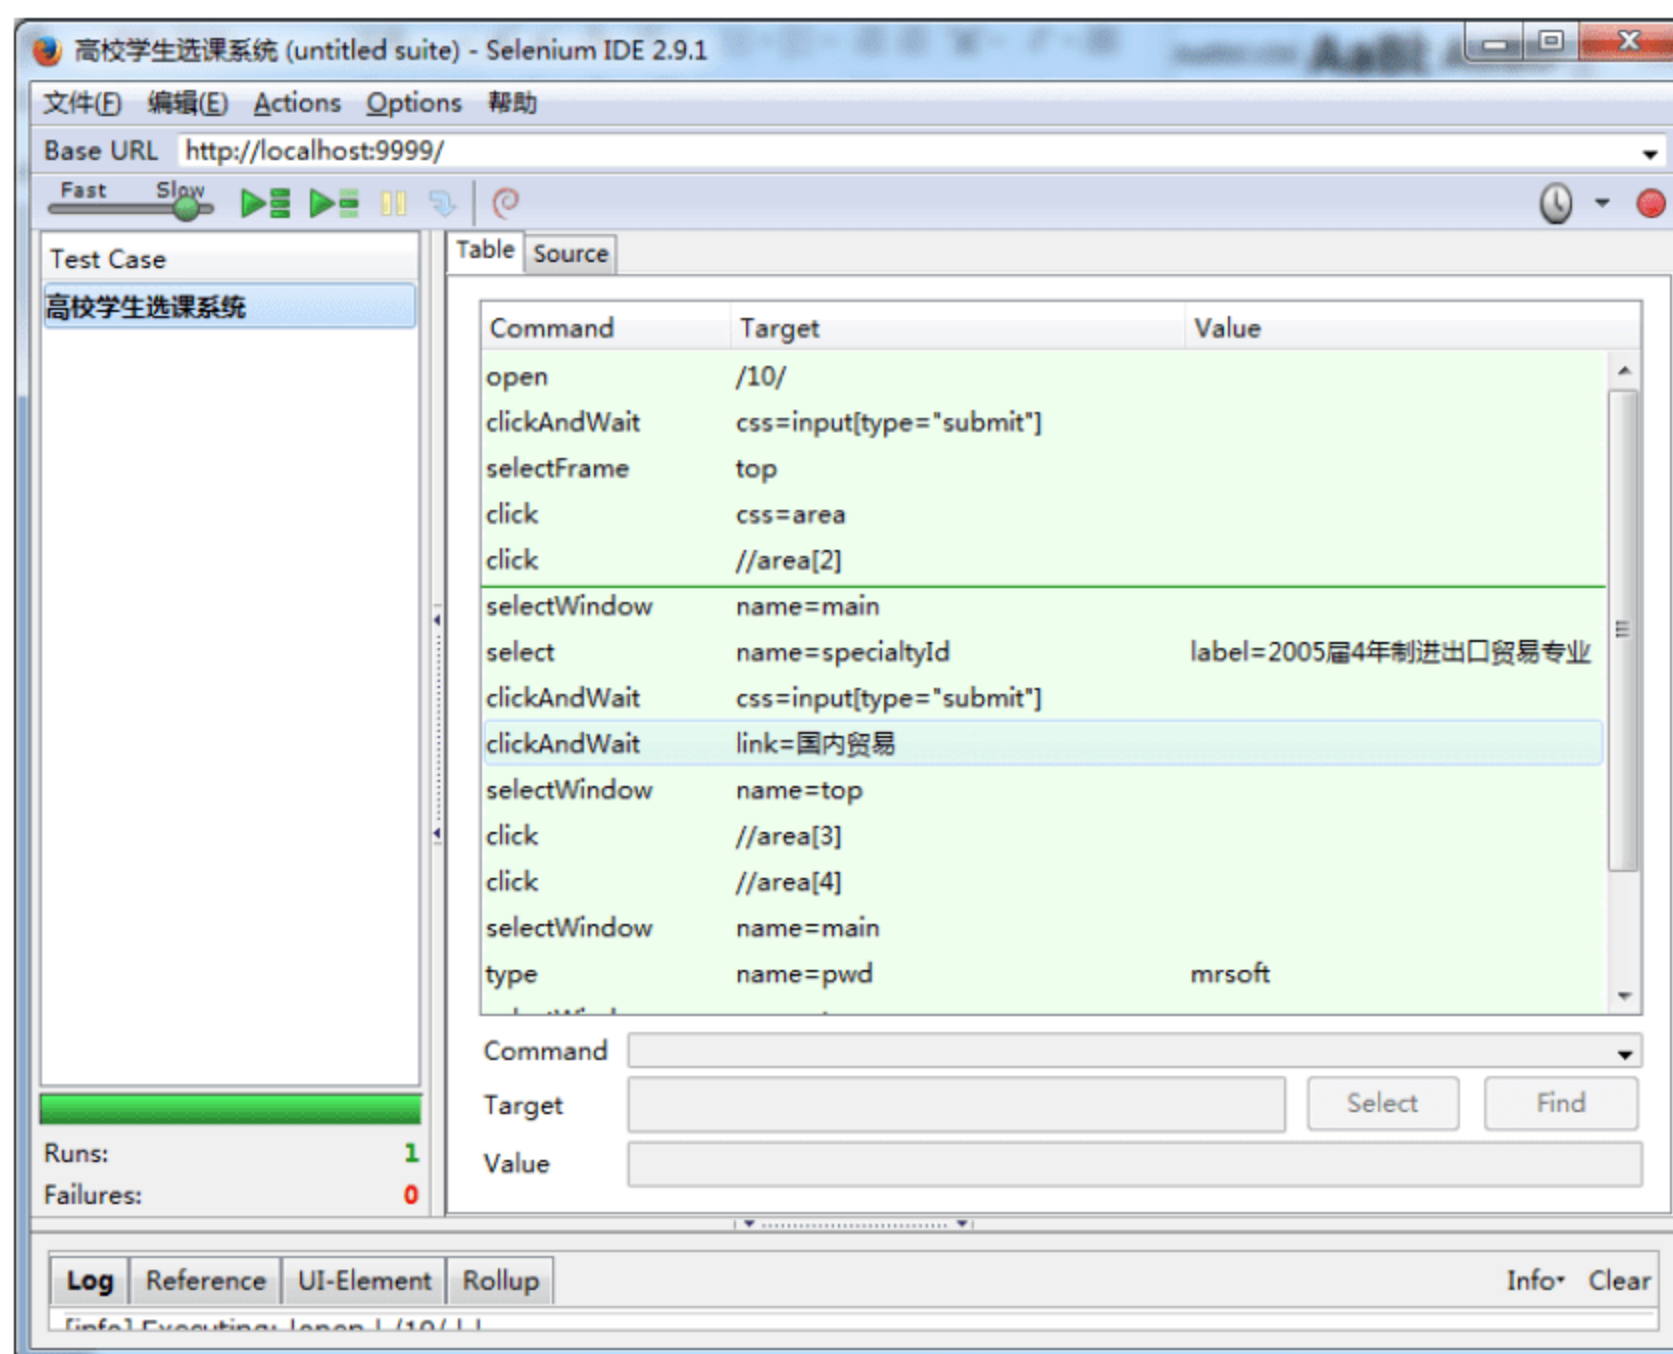 高校学生选课系统 (untitled suite) - Selenium IDE 2.9.1
文件(F) 编辑(E) Actions Options 帮助
Base URL http://localhost:9999/
Fast Slow
Test Case
高校学生选课系统
Table Source
Command Target Value
open /10/
clickAndWait css=input[type="submit"]
selectFrame top
click css=area
click //area[2]
selectWindow name=main
select name=specialtyId label=2005届4年制进出口贸易专业
clickAndWait css=input[type="submit"]
clickAndWait link=国内贸易
selectWindow name=top
click //area[3]
click //area[4]
selectWindow name=main
type name=pwd mrsoft
Command
Target Select Find
Value
Runs: 1
Failures: 0
Log Reference UI-Element Rollup Info Clear
[info] Executing: |open | /10/ | |